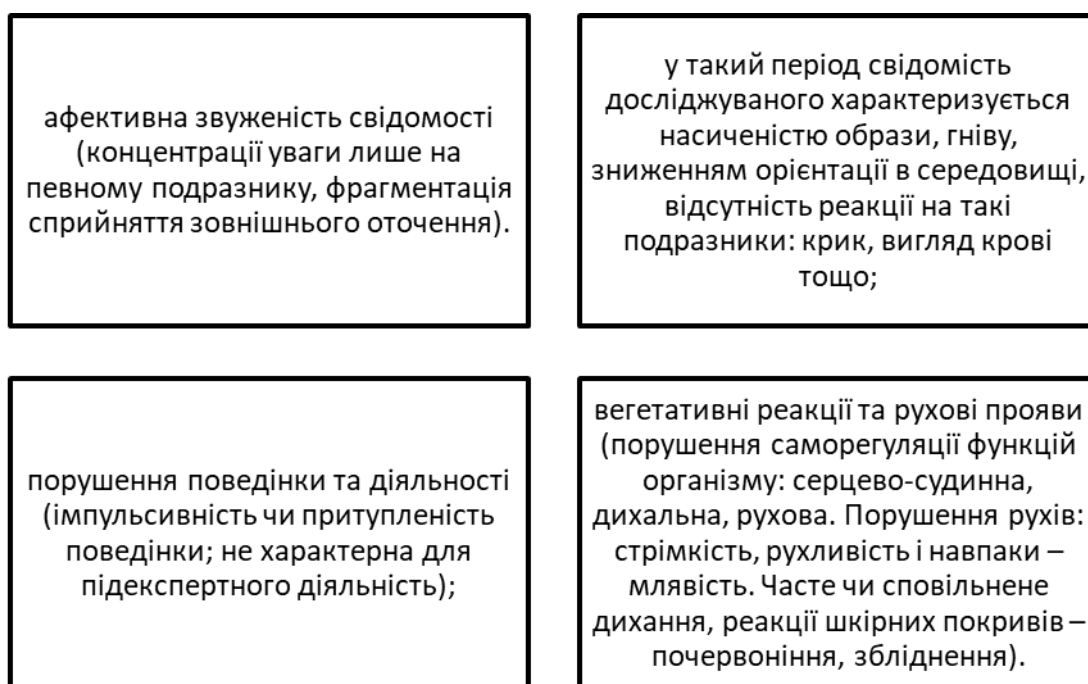 афективна звуженість свідомості
(концентрації уваги лише на
певному подразнику, фрагментація
сприйняття зовнішнього оточення).
у такий період свідомість
досліджуваного характеризується
насиченістю образи, гніву,
зниженням орієнтації в середовищі,
відсутність реакції на такі
подразники: крик, вигляд крові
тощо;
порушення поведінки та діяльності
(імпульсивність чи притупленість
поведінки; не характерна для
підекспертного діяльність);
вегетативні реакції та рухові прояви
(порушення саморегуляції функцій
організму: серцево-судинна,
дихальна, рухова. Порушення рухів:
стрімкість, рухливість і навпаки –
млявість. Часте чи сповільнене
дихання, реакції шкірних покривів –
почервоніння, збліднення).